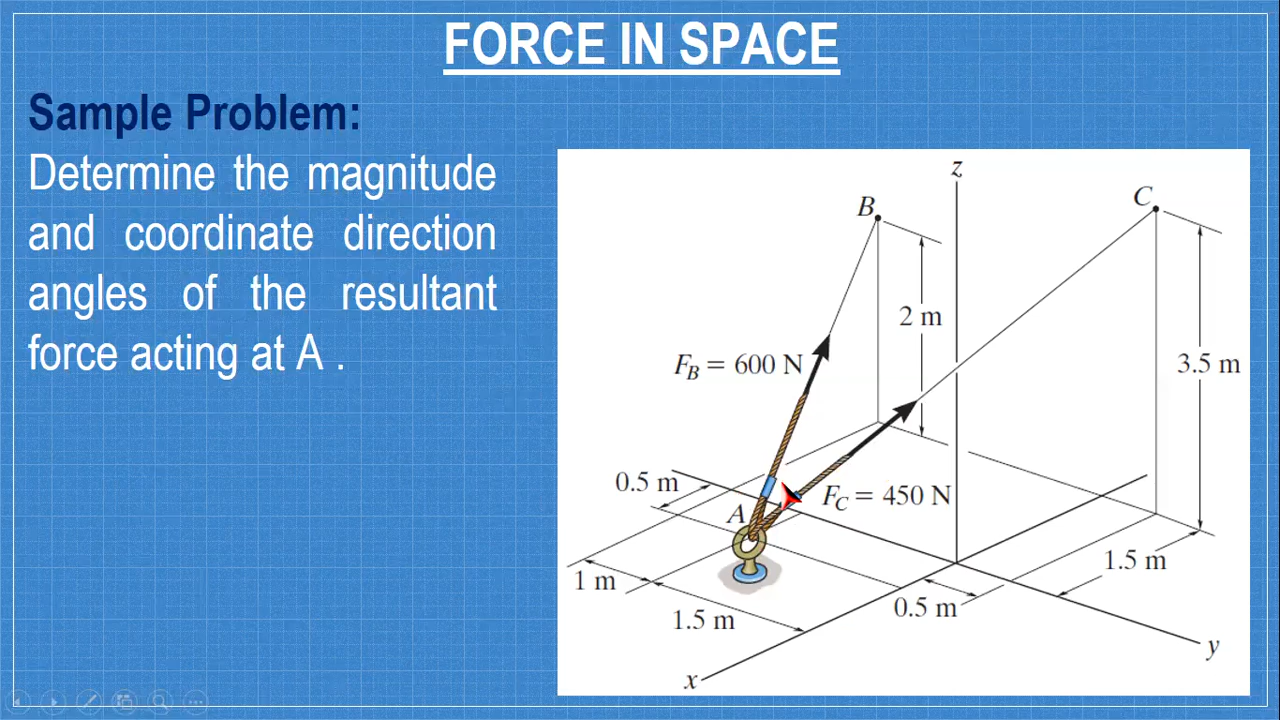 FORCE IN SPACE
Sample Problem:
Determine the magnitude
and coordinate direction
angles of the resultant
force acting at A .
z
B
C
2 m
F_B = 600 N
3.5 m
0.5 m
F_C = 450 N
A
1 m
1.5 m
0.5 m
1.5 m
y
x